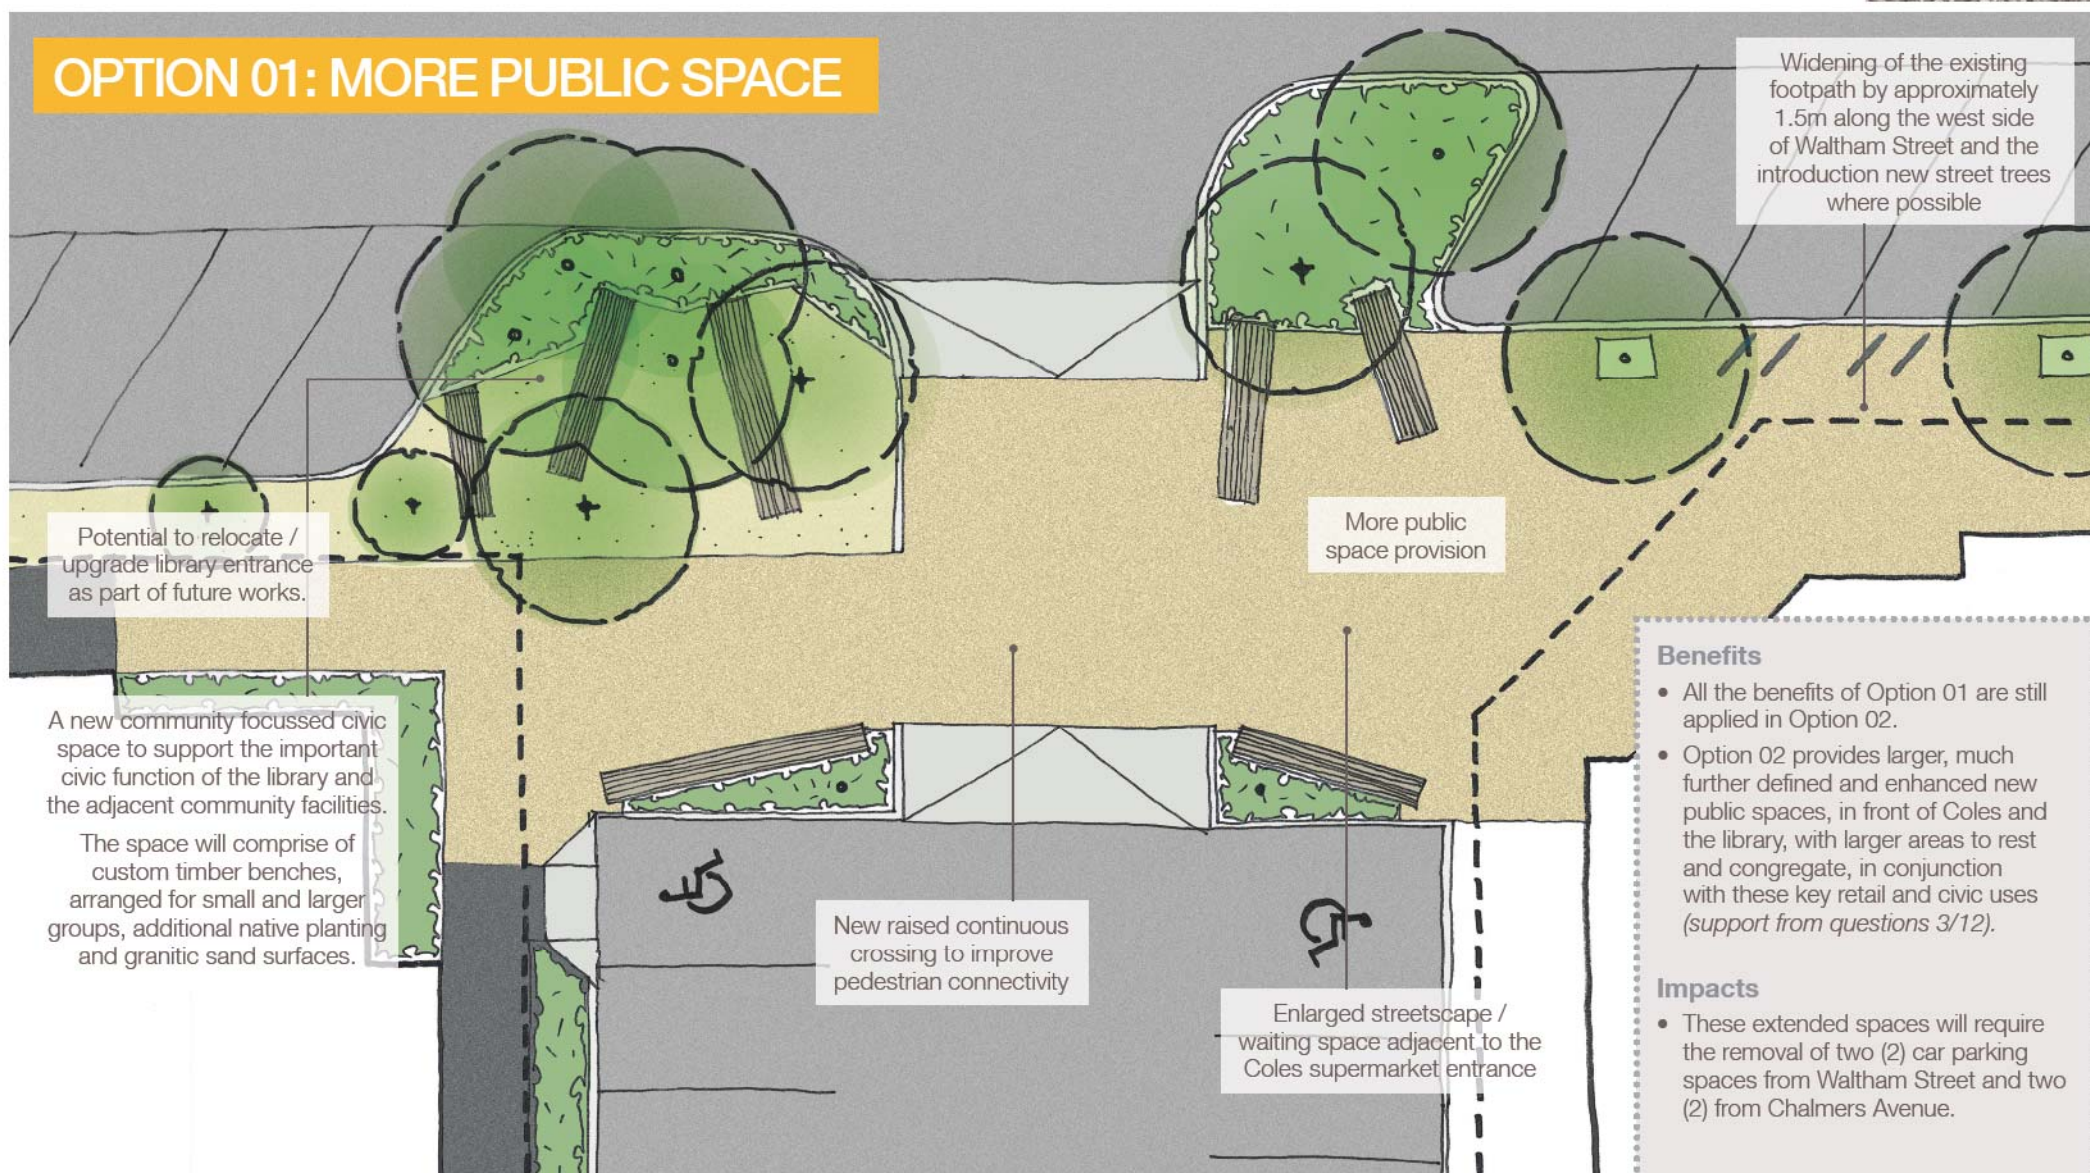 OPTION 01: MORE PUBLIC SPACE
Widening of the existing
footpath by approximately
1.5m along the west side
of Waltham Street and the
introduction new street trees
where possible
Potential to relocate /
upgrade library entrance
as part of future works.
More public
space provision
A new community focussed civic
space to support the important
civic function of the library and
the adjacent community facilities.
The space will comprise of
custom timber benches,
arranged for small and larger
groups, additional native planting
and granitic sand surfaces.
New raised continuous
crossing to improve
pedestrian connectivity
Enlarged streetscape /
waiting space adjacent to the
Coles supermarket entrance
Benefits
• All the benefits of Option 01 are still
applied in Option 02.
• Option 02 provides larger, much
further defined and enhanced new
public spaces, in front of Coles and
the library, with larger areas to rest
and congregate, in conjunction
with these key retail and civic uses
(support from questions 3/12).
Impacts
• These extended spaces will require
the removal of two (2) car parking
spaces from Waltham Street and two
(2) from Chalmers Avenue.